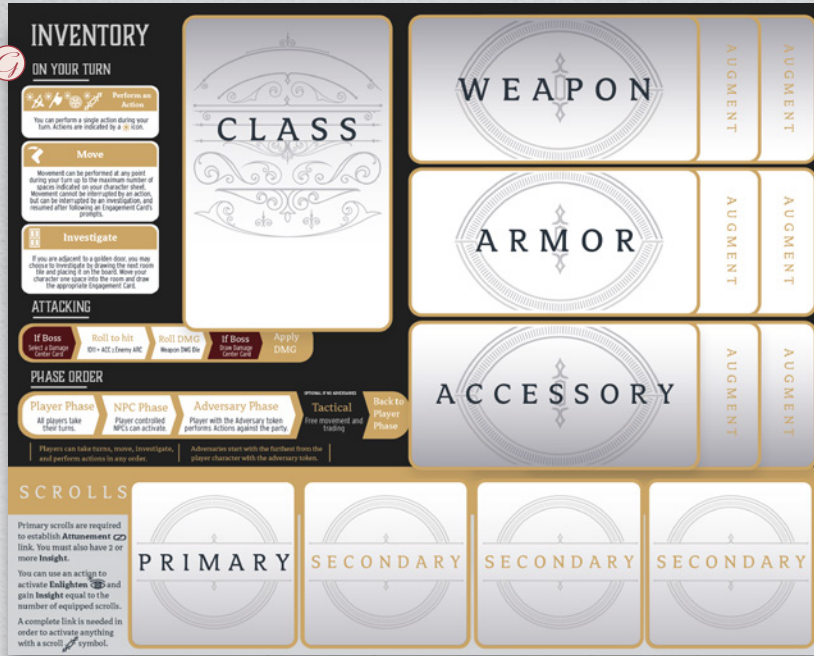 INVENTORY
G
ON YOUR TURN
Perform an
Action
You can perform a single action during your
turn. Actions are indicated by a icon.
Move
Movement can be performed at any point
during your turn up to the maximum number of
spaces indicated on your character sheet.
Movement cannot be interrupted by an action,
but can be interrupted by an investigation, and
resumed after following an Engagement Card's
prompts.
Investigate
If you are adjacent to a golden door, you may
choose to Investigate by drawing the next room
tile and placing it on the board. Move your
character one space into the room and draw
the appropriate Engagement Card.
ATTACKING
If Boss
Select a Damage
Center Card
Roll to hit
1D11 + ACC ≥ Enemy ARC
Roll DMG
Weapon DMG Die
If Boss
Draw Damage
Center Card
Apply
DMG
PHASE ORDER
Player Phase
All players take
their turns.
NPC Phase
Player controlled
NPCs can activate.
Adversary Phase
Player with the Adversary token
performs Actions against the party.
OPTIONAL, IF NO ADVERSARIES
Tactical
Free movement and
trading
Back to
Player
Phase
Players can take turns, move, investigate,
and perform actions in any order.
Adversaries start with the furthest from the
player character with the adversary token.
CLASS
WEAPON
AUGMENT
AUGMENT
ARMOR
AUGMENT
AUGMENT
ACCESSORY
AUGMENT
AUGMENT
SCROLLS
Primary scrolls are required
to establish Attunement
link. You must also have 2 or
more Insight.
You can use an action to
activate Enlighten and
gain Insight equal to the
number of equipped scrolls.
A complete link is needed in
order to activate anything
with a scroll symbol.
PRIMARY
SECONDARY
SECONDARY
SECONDARY